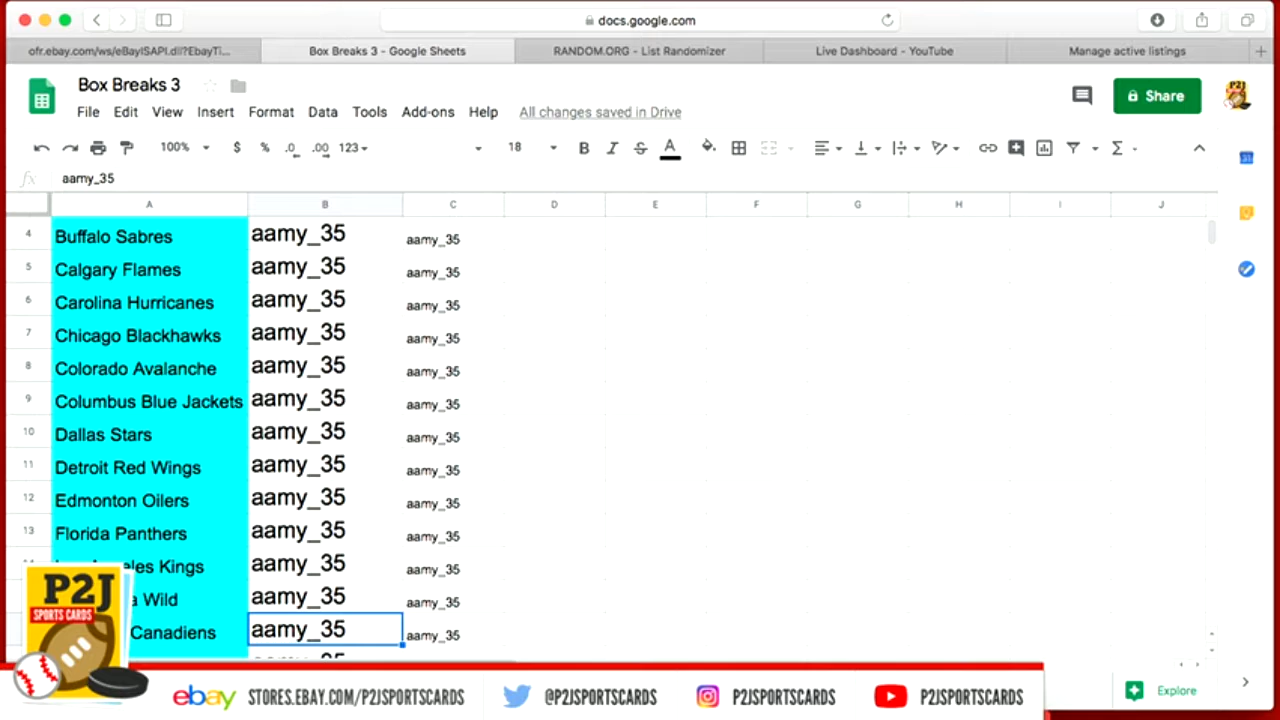 docs.google.com
ofr.ebay.com/ws/eBayISAPI.dll?EbayTi...
Box Breaks 3 - Google Sheets
RANDOM.ORG - List Randomizer
Live Dashboard - YouTube
Manage active listings
Box Breaks 3
Share
File Edit View Insert Format Data Tools Add-ons Help All changes saved in Drive
100% $ % .0 .00 123 18 B I S A Σ
fx aamy_35
A B C D E F G H I J
4 Buffalo Sabres aamy_35 aamy_35
5 Calgary Flames aamy_35 aamy_35
6 Carolina Hurricanes aamy_35 aamy_35
7 Chicago Blackhawks aamy_35 aamy_35
8 Colorado Avalanche aamy_35 aamy_35
9 Columbus Blue Jackets aamy_35 aamy_35
10 Dallas Stars aamy_35 aamy_35
11 Detroit Red Wings aamy_35 aamy_35
12 Edmonton Oilers aamy_35 aamy_35
13 Florida Panthers aamy_35 aamy_35
eles Kings aamy_35 aamy_35
a Wild aamy_35 aamy_35
Canadiens aamy_35 aamy_35
P2J
SPORTS CARDS
ebay STORES.EBAY.COM/P2JSPORTSCARDS @P2JSPORTSCARDS P2JSPORTSCARDS P2JSPORTSCARDS
Explore